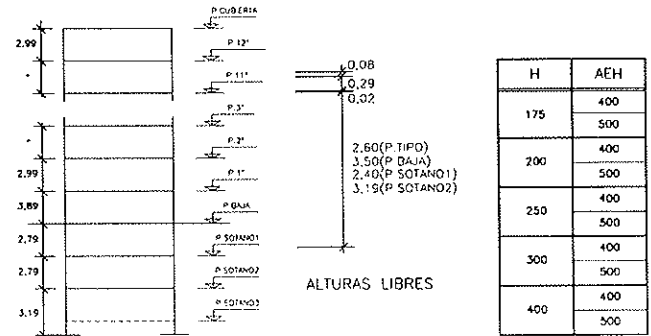 P CUBIERTA
2.99
P 12ª
P 11ª
P 3ª
P 2ª
2.99
P 1ª
3,89
P BAJA
2.79
P SOTANO1
2.79
P SOTANO2
3.19
P SOTANO3
0,08
0,29
0,02
2,60(P.TIPO)
3,50(P BAJA)
2,40(P SOTANO1)
3,19(P SOTANO2)
ALTURAS LIBRES
H AEH
175 400
500
200 400
500
250 400
500
300 400
500
400 400
500